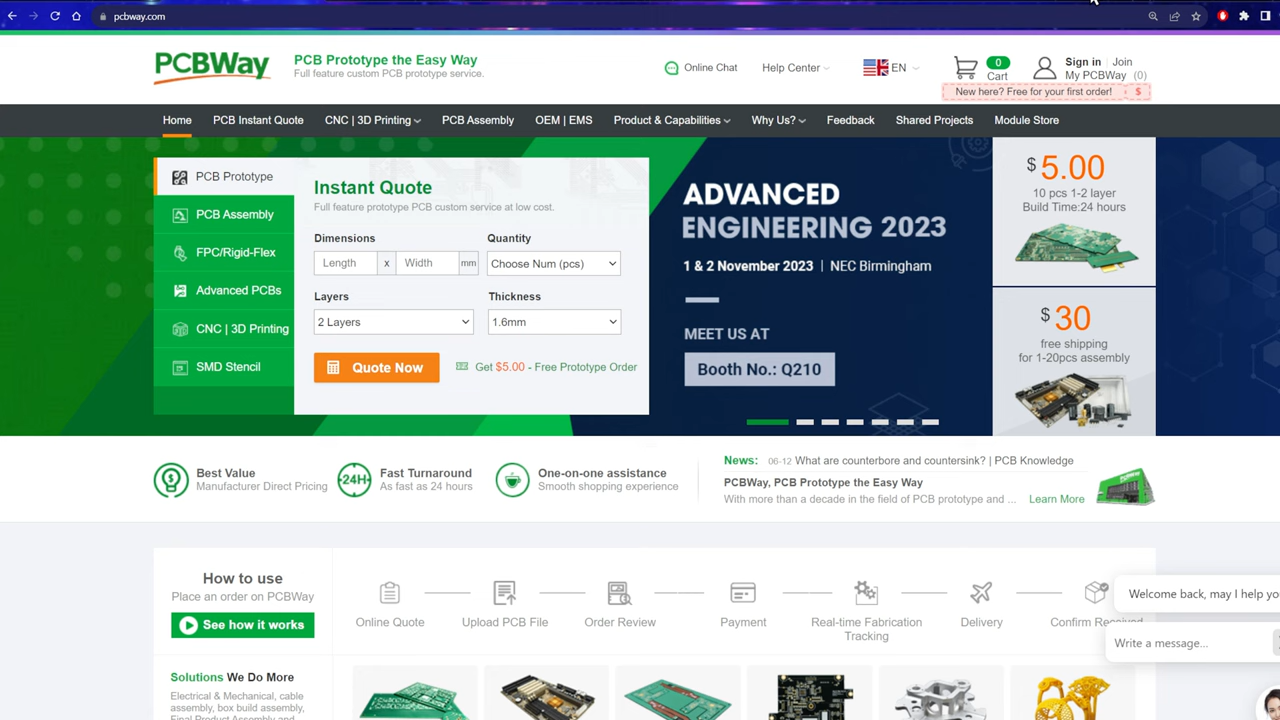 pcbway.com
PCBWay
PCB Prototype the Easy Way
Full feature custom PCB prototype service.
Online Chat
Help Center
EN
0
Cart
Sign in | Join
My PCBWay (0)
New here? Free for your first order! $
Home
PCB Instant Quote
CNC | 3D Printing
PCB Assembly
OEM | EMS
Product & Capabilities
Why Us?
Feedback
Shared Projects
Module Store
PCB Prototype
PCB Assembly
FPC/Rigid-Flex
Advanced PCBs
CNC | 3D Printing
SMD Stencil
Instant Quote
Full feature prototype PCB custom service at low cost.
Dimensions
Length x Width mm
Quantity
Choose Num (pcs)
Layers
2 Layers
Thickness
1.6mm
Quote Now
Get $5.00 - Free Prototype Order
ADVANCED
ENGINEERING 2023
1 & 2 November 2023 | NEC Birmingham
MEET US AT
Booth No.: Q210
$ 5.00
10 pcs 1-2 layer
Build Time:24 hours
$ 30
free shipping
for 1-20pcs assembly
Best Value
Manufacturer Direct Pricing
24H
Fast Turnaround
As fast as 24 hours
One-on-one assistance
Smooth shopping experience
News: 06-12 What are counterbore and countersink? | PCB Knowledge
PCBWay, PCB Prototype the Easy Way
With more than a decade in the field of PCB prototype and ... Learn More
How to use
Place an order on PCBWay
See how it works
Online Quote
Upload PCB File
Order Review
Payment
Real-time Fabrication
Tracking
Delivery
Confirm Received
Welcome back, may I help yo
Write a message...
Solutions We Do More
Electrical & Mechanical, cable
assembly, box build assembly,
Final Product Assembly and